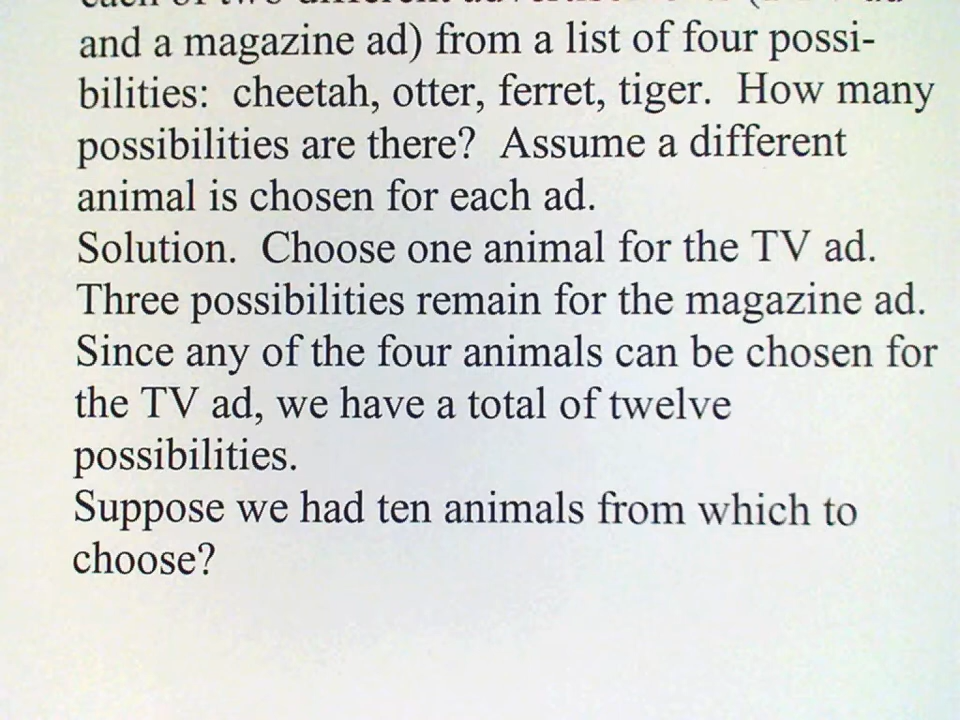 and a magazine ad) from a list of four possi-
bilities: cheetah, otter, ferret, tiger. How many
possibilities are there? Assume a different
animal is chosen for each ad.
Solution. Choose one animal for the TV ad.
Three possibilities remain for the magazine ad.
Since any of the four animals can be chosen for
the TV ad, we have a total of twelve
possibilities.
Suppose we had ten animals from which to
choose?